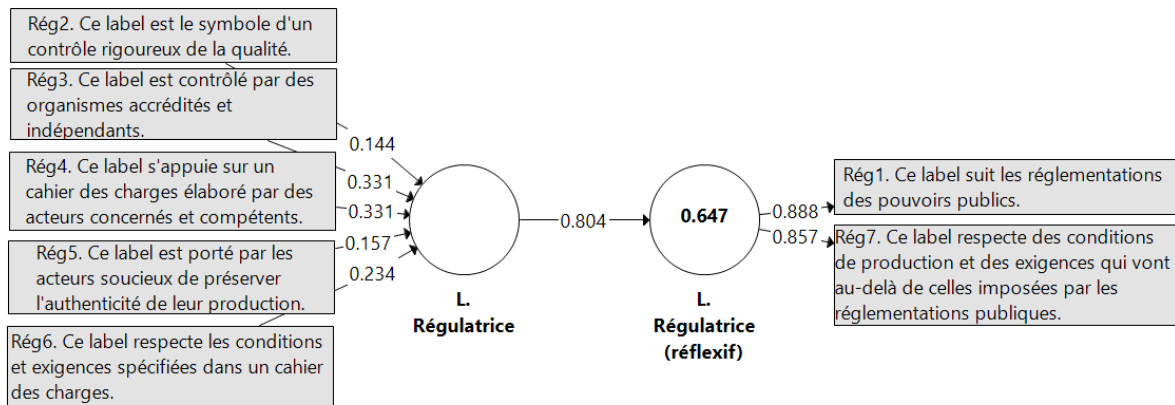 Rég2. Ce label est le symbole d'un
contrôle rigoureux de la qualité.
Rég3. Ce label est contrôlé par des
organismes accrédités et
indépendants.
Rég4. Ce label s'appuie sur un
cahier des charges élaboré par des
acteurs concernés et compétents.
Rég5. Ce label est porté par les
acteurs soucieux de préserver
l'authenticité de leur production.
Rég6. Ce label respecte les conditions
et exigences spécifiées dans un cahier
des charges.
0.144
0.331
0.331
0.157
0.234
L.
Régulatrice
0.804
0.647
L.
Régulatrice
(réflexif)
0.888
0.857
Rég1. Ce label suit les réglementations
des pouvoirs publics.
Rég7. Ce label respecte des conditions
de production et des exigences qui vont
au-delà de celles imposées par les
réglementations publiques.